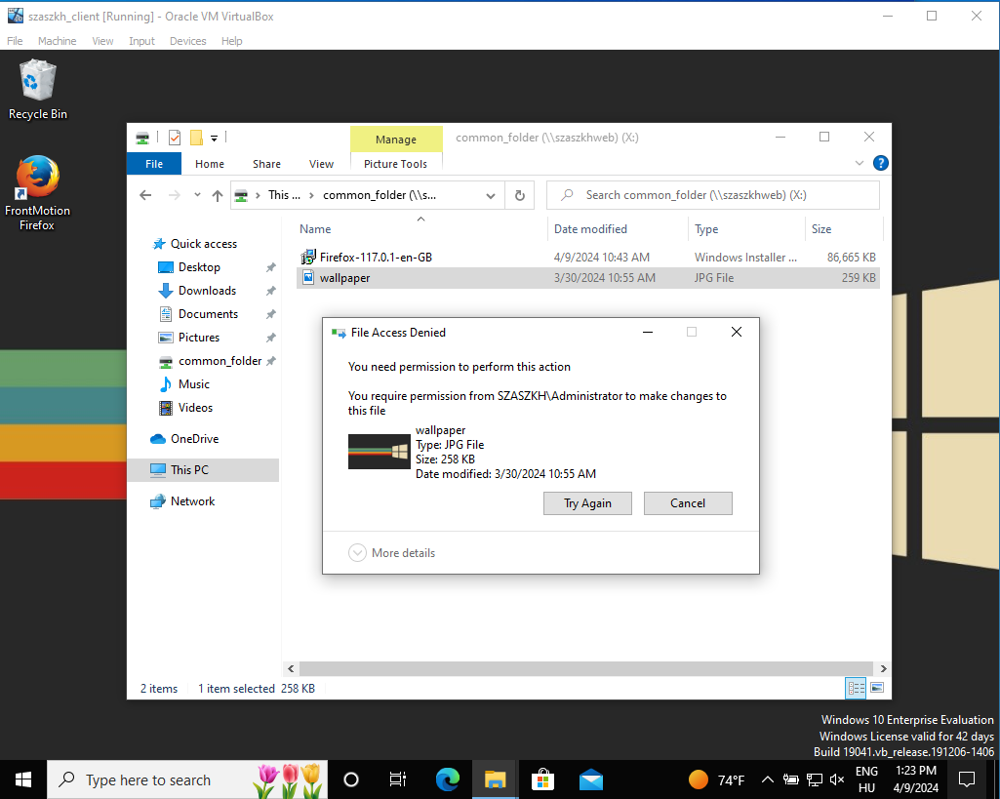 szaszkh_client [Running] - Oracle VM VirtualBox
File Machine View Input Devices Help
Recycle Bin
FrontMotion
Firefox
Manage common_folder (\\szaszkhweb) (X:)
File Home Share View Picture Tools
This ... common_folder (\\s... Search common_folder (\\szaszkhweb) (X:)
Name Date modified Type Size
Firefox-117.0.1-en-GB 4/9/2024 10:43 AM Windows Installer ... 86,665 KB
wallpaper 3/30/2024 10:55 AM JPG File 259 KB
Quick access
Desktop
Downloads
Documents
Pictures
common_folder
Music
Videos
OneDrive
This PC
Network
File Access Denied
You need permission to perform this action
You require permission from SZASZKH\Administrator to make changes to
this file
wallpaper
Type: JPG File
Size: 258 KB
Date modified: 3/30/2024 10:55 AM
Try Again Cancel
More details
2 items 1 item selected 258 KB
Windows 10 Enterprise Evaluation
Windows License valid for 42 days
Build 19041.vb_release.191206-1406
Type here to search
74°F
ENG
HU
1:23 PM
4/9/2024